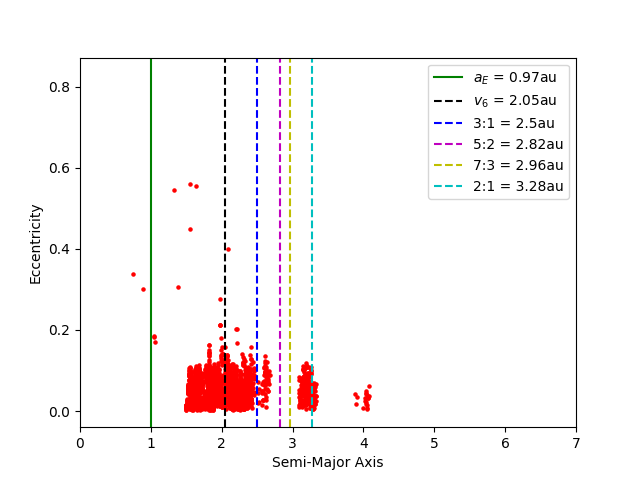 a_E = 0.97au
v_6 = 2.05au
3:1 = 2.5au
5:2 = 2.82au
7:3 = 2.96au
2:1 = 3.28au
0.8
0.6
0.4
0.2
0.0
Eccentricity
0 1 2 3 4 5 6 7
Semi-Major Axis